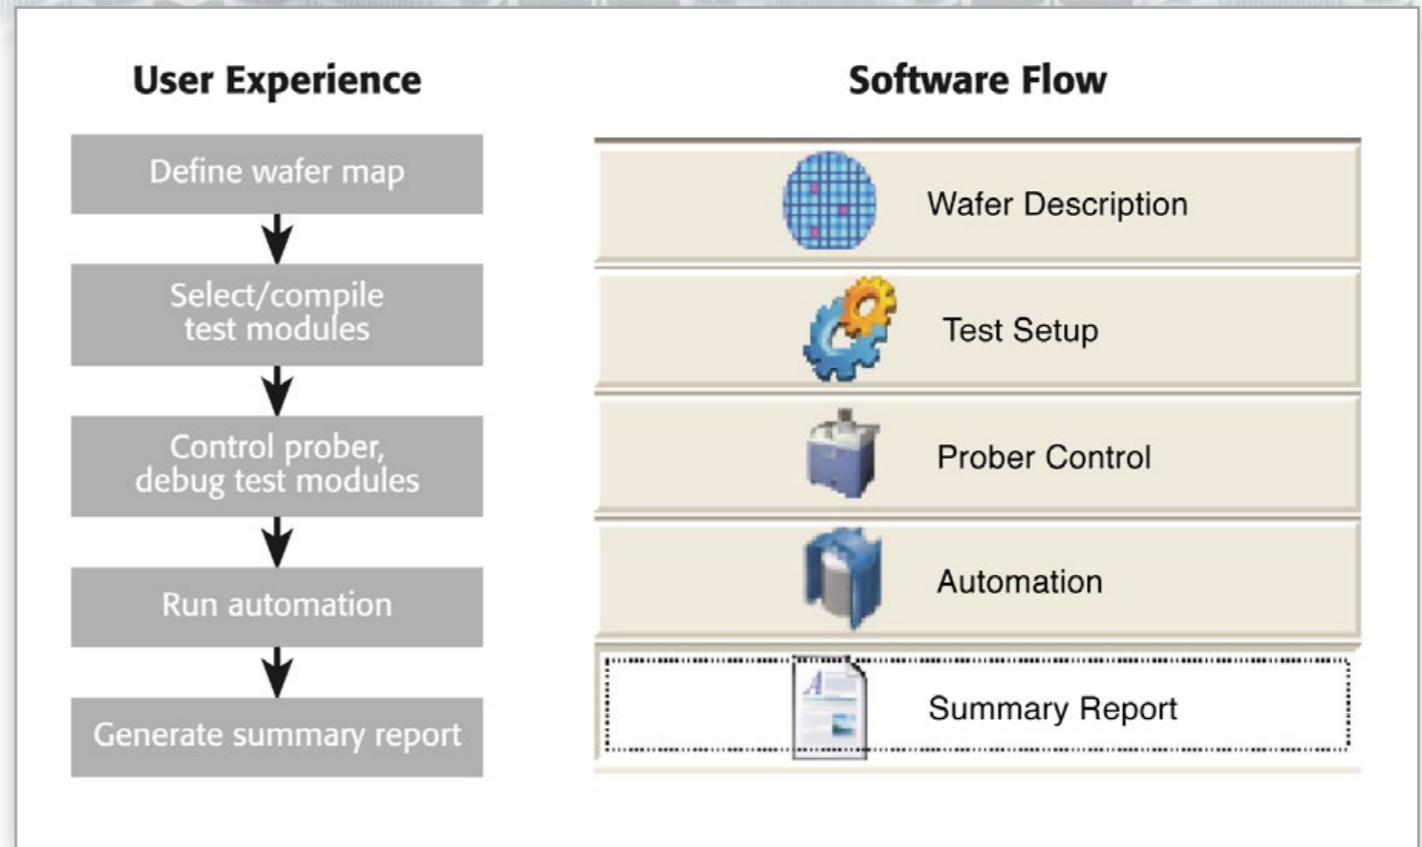 User Experience
Define wafer map
Select/compile
test modules
Control prober,
debug test modules
Run automation
Generate summary report
Software Flow
Wafer Description
Test Setup
Prober Control
Automation
Summary Report